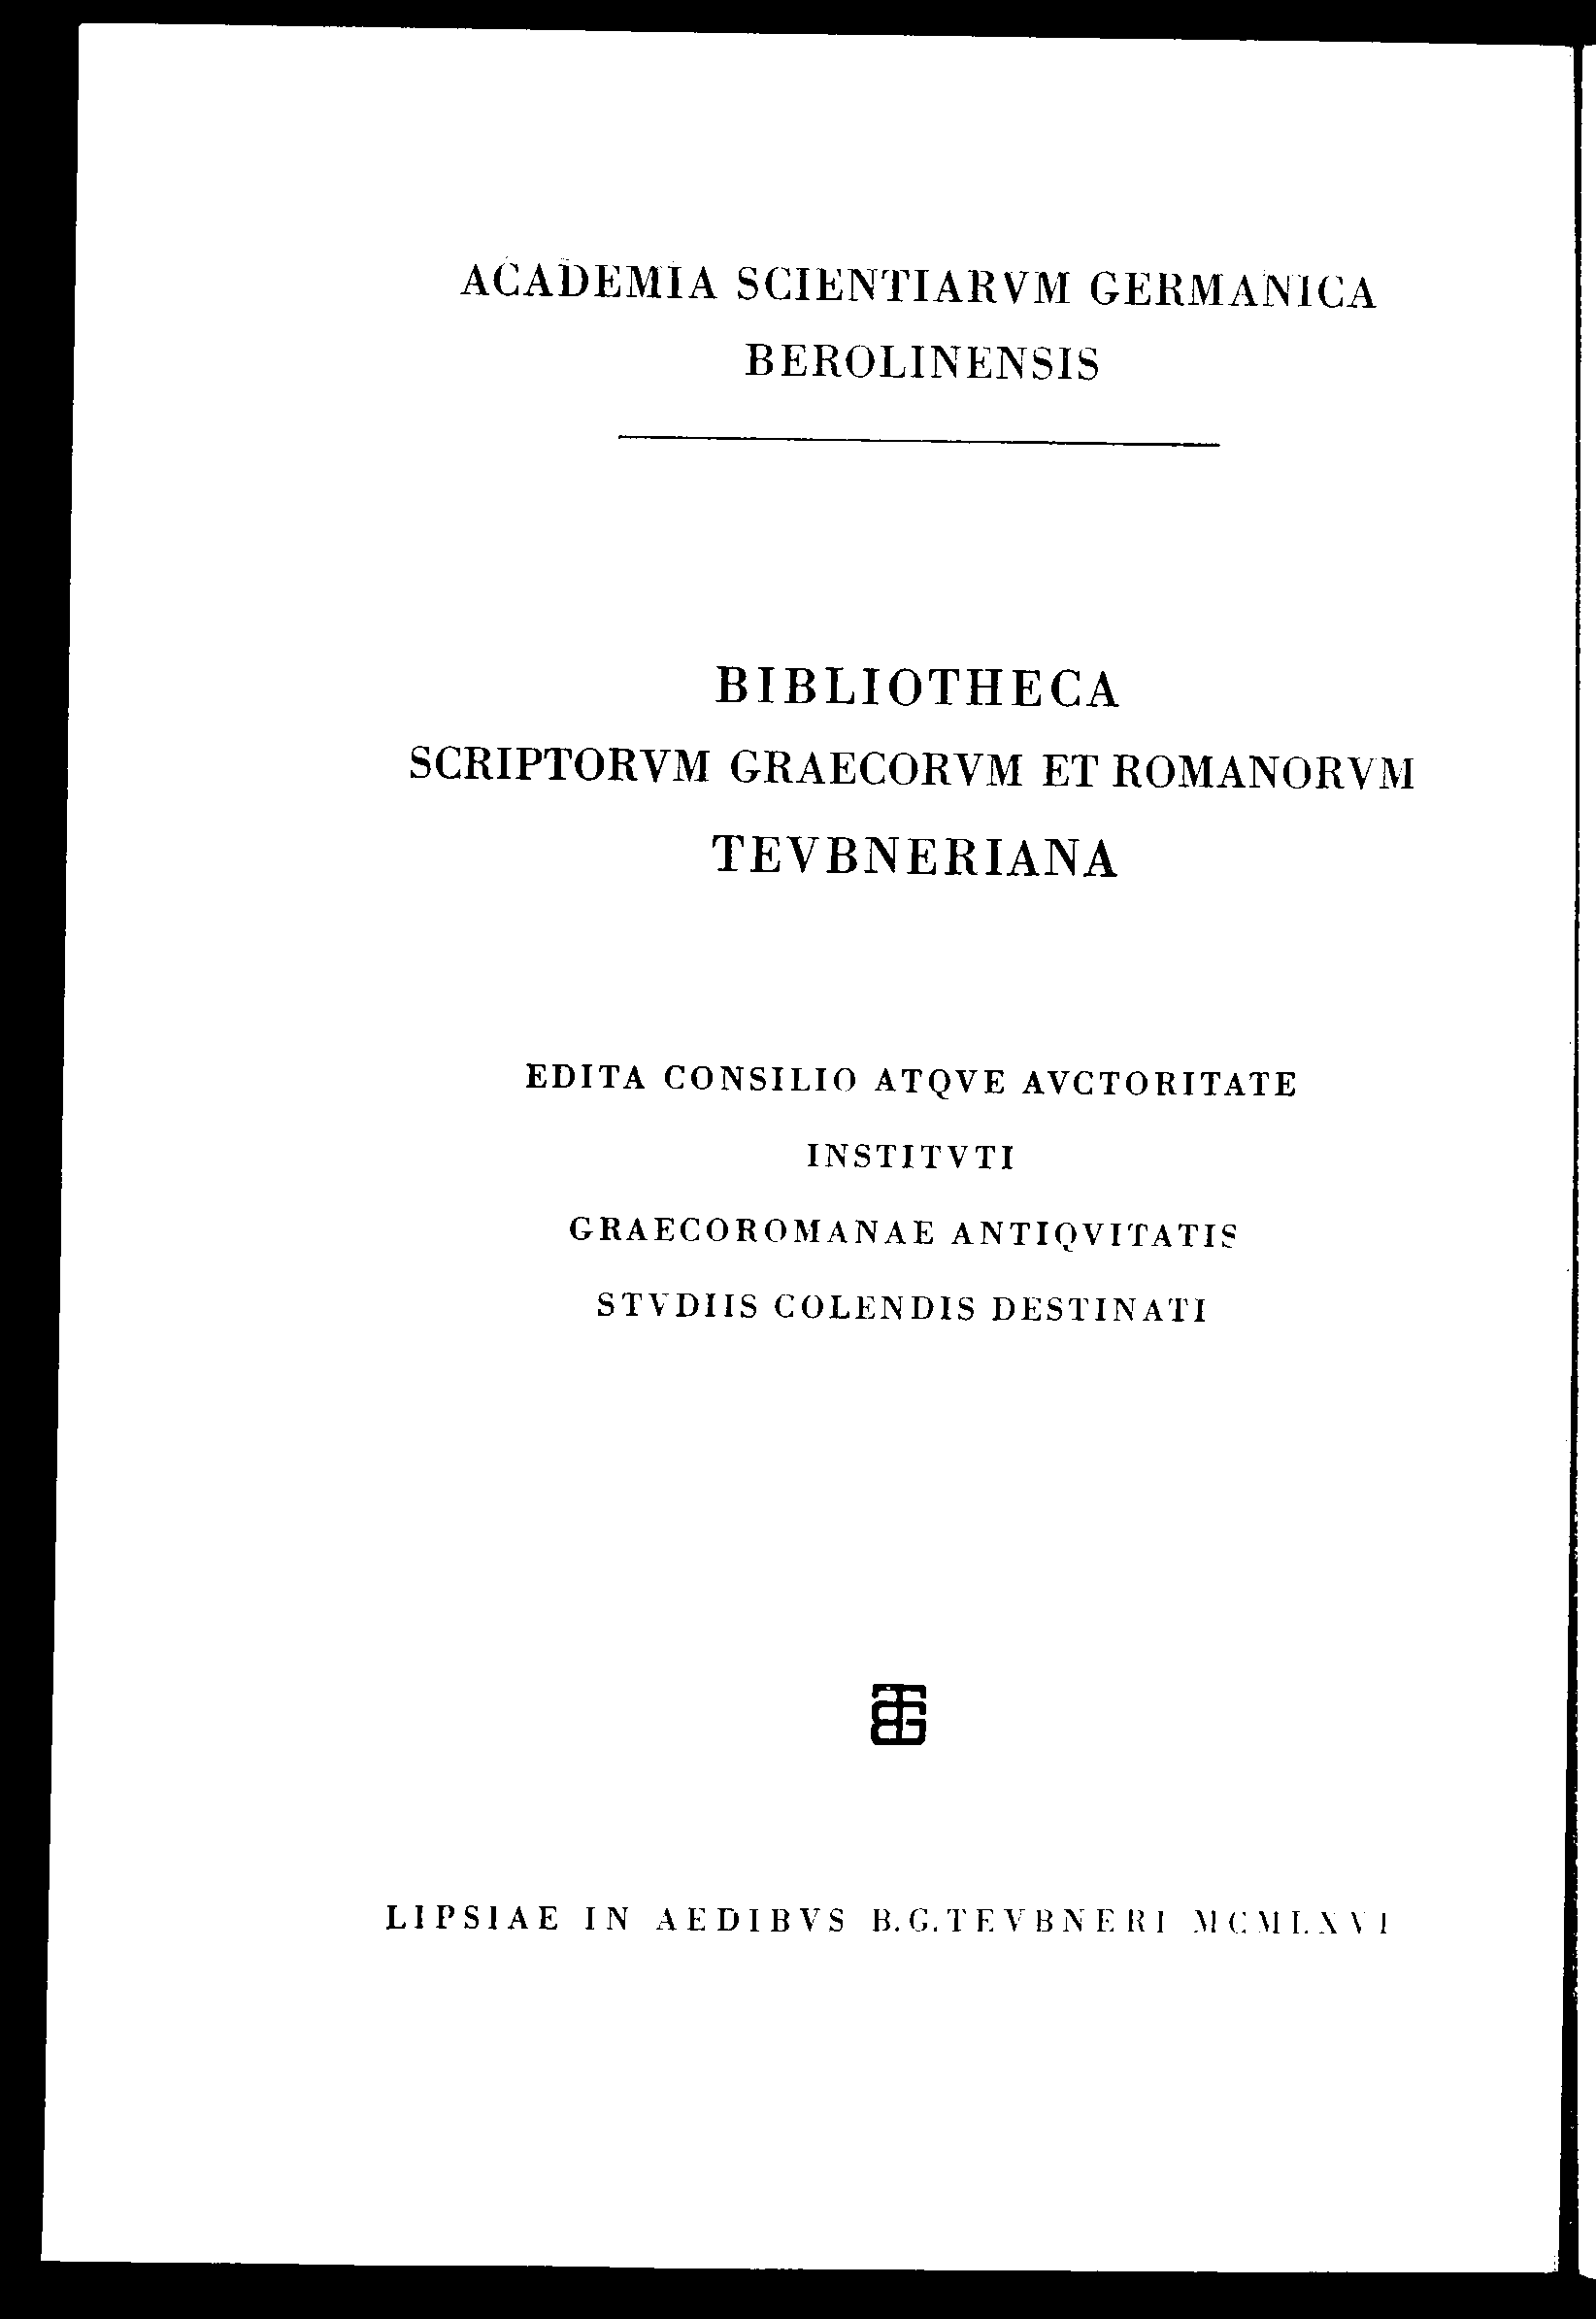 ACADEMIA SCIENTIARVM GERMANICA
BEROLINENSIS
BIBLIOTHECA
SCRIPTORVM GRAECORVM ET ROMANORVM
TEVBNERIANA
EDITA CONSILIO ATQVE AVCTORITATE
INSTITVTI
GRAECOROMANAE ANTIQVITATIS
STVDIIS COLENDIS DESTINATI
LIPSIAE IN AEDIBVS B.G.TEVBNERI MCMLXVI